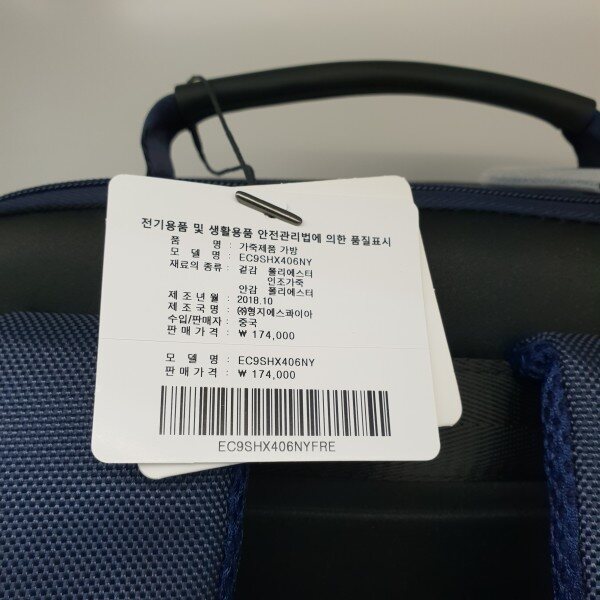 전기용품 및 생활용품 안전관리법에 의한 품질표시
품 명 : 가죽제품 가방
모 델 명 : EC9SHX406NY
재료의 종류 : 겉감 폴리에스터
인조가죽
안감 폴리에스터
제 조 년 월 : 2018.10
제 조 국 명 : ㈜형지에스콰이아
수입/판매자 : 중국
판 매 가 격 : ₩ 174,000
모 델 명 : EC9SHX406NY
판 매 가 격 : ₩ 174,000
EC9SHX406NYFRE